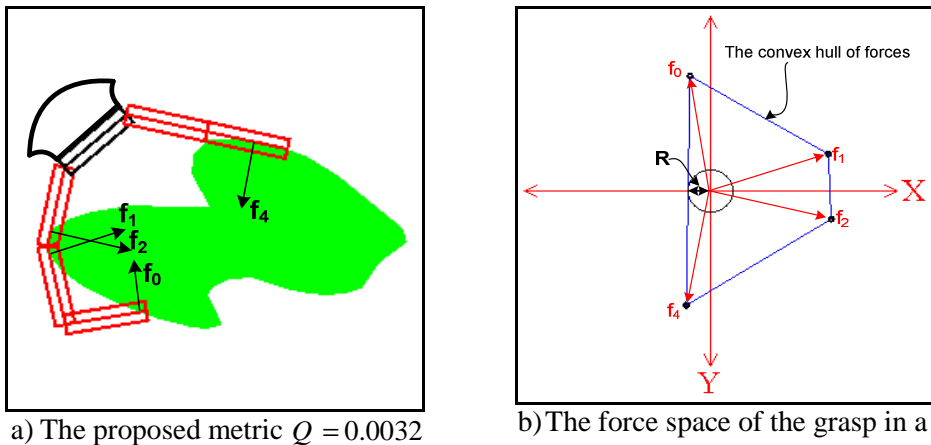 f₁
f₂
f₀
f₄
a) The proposed metric Q = 0.0032
The convex hull of forces
f₀
R
f₁
X
f₂
f₄
Y
b) The force space of the grasp in a